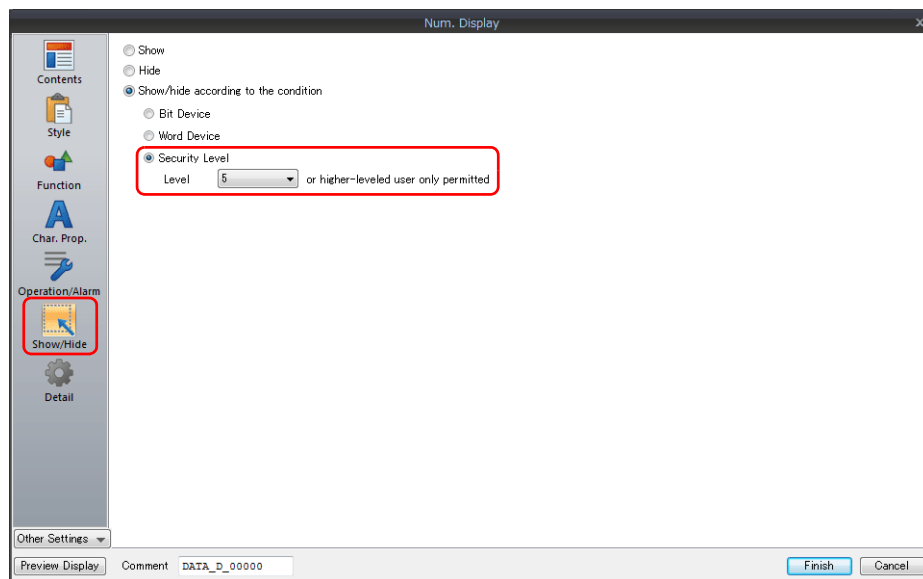 Num. Display
x
Contents
Style
Function
Char. Prop.
Operation/Alarm
Show/Hide
Detail
Other Settings
Preview Display
Show
Hide
Show/hide according to the condition
Bit Device
Word Device
Security Level
Level 5 or higher-leveled user only permitted
Comment DATA_D_00000
Finish Cancel